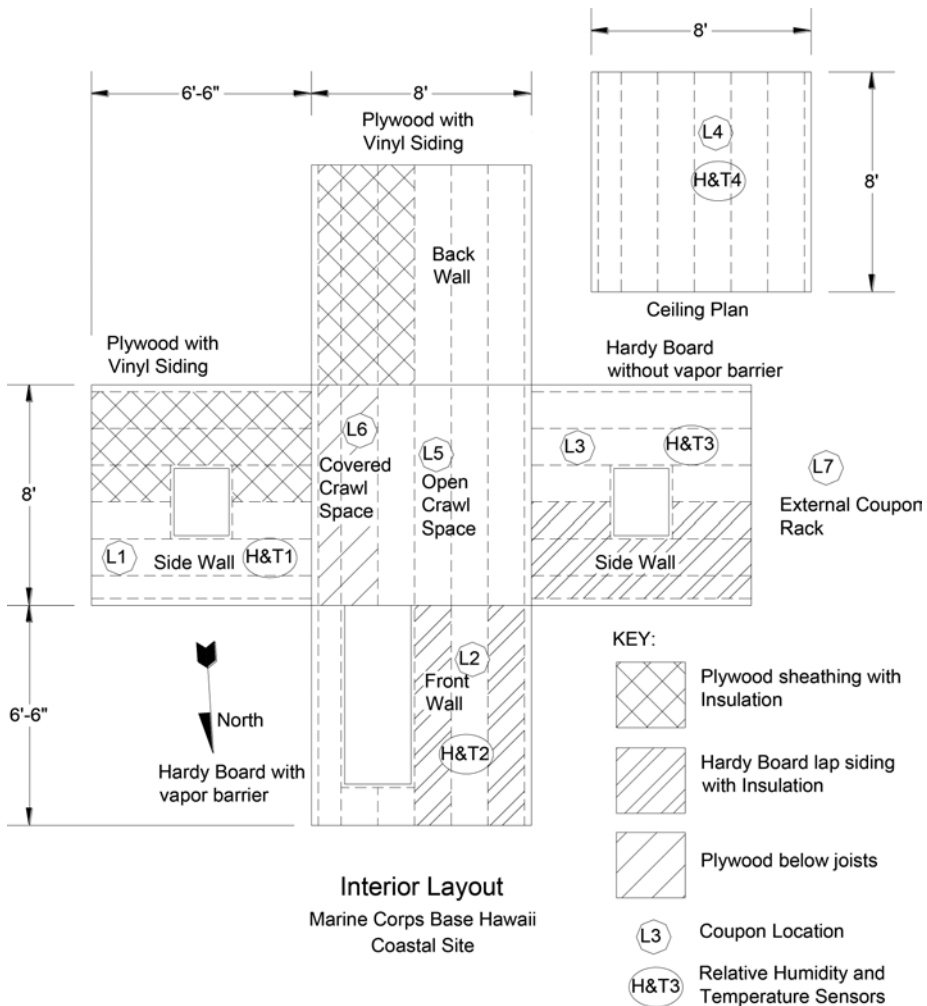 8'
6'-6"
8'
Plywood with
Vinyl Siding
L4
H&T4
8'
Back
Wall
Ceiling Plan
Plywood with
Vinyl Siding
Hardy Board
without vapor barrier
8'
L6
Covered
Crawl
Space
L5
Open
Crawl
Space
L3
H&T3
L7
External Coupon
Rack
L1
Side Wall
H&T1
Side Wall
6'-6"
North
Hardy Board with
vapor barrier
L2
Front
Wall
H&T2
KEY:
Plywood sheathing with
Insulation
Hardy Board lap siding
with Insulation
Plywood below joists
L3
Coupon Location
H&T3
Relative Humidity and
Temperature Sensors
Interior Layout
Marine Corps Base Hawaii
Coastal Site